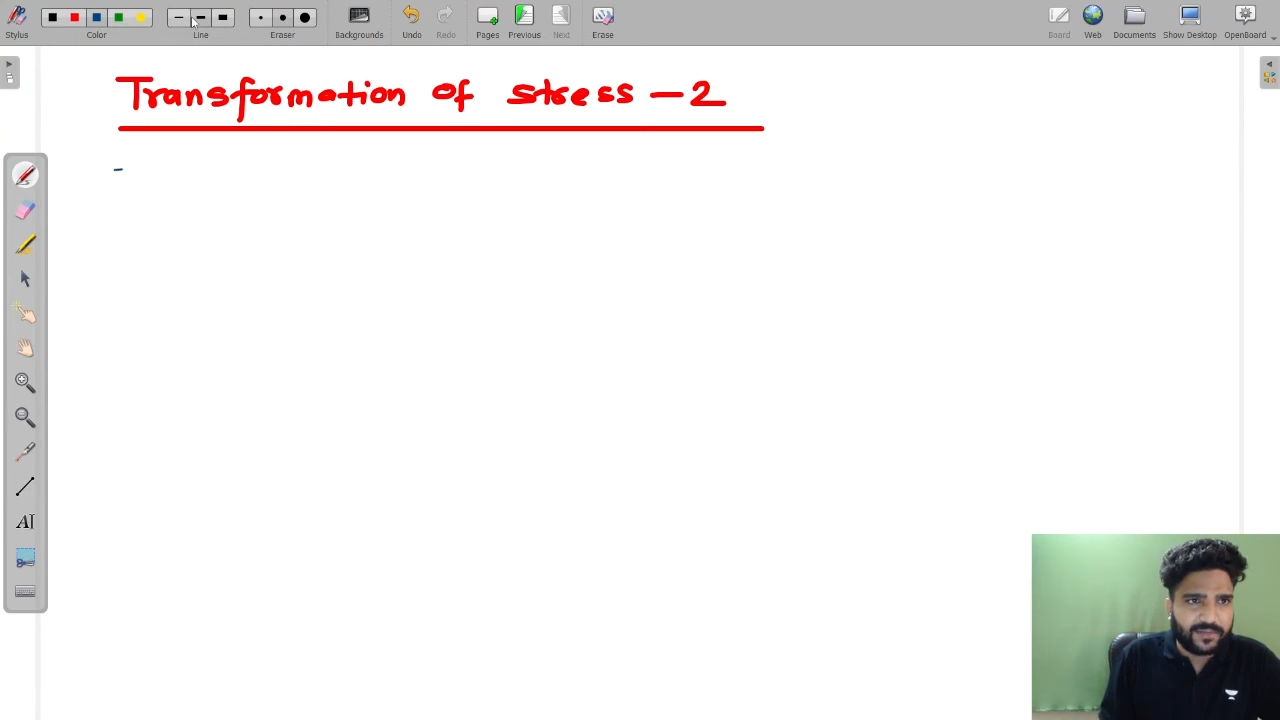 Stylus Color Line Eraser Backgrounds Undo Redo Pages Previous Next Erase Board Web Documents Show Desktop OpenBoard
Transformation of stress - 2
-
AI